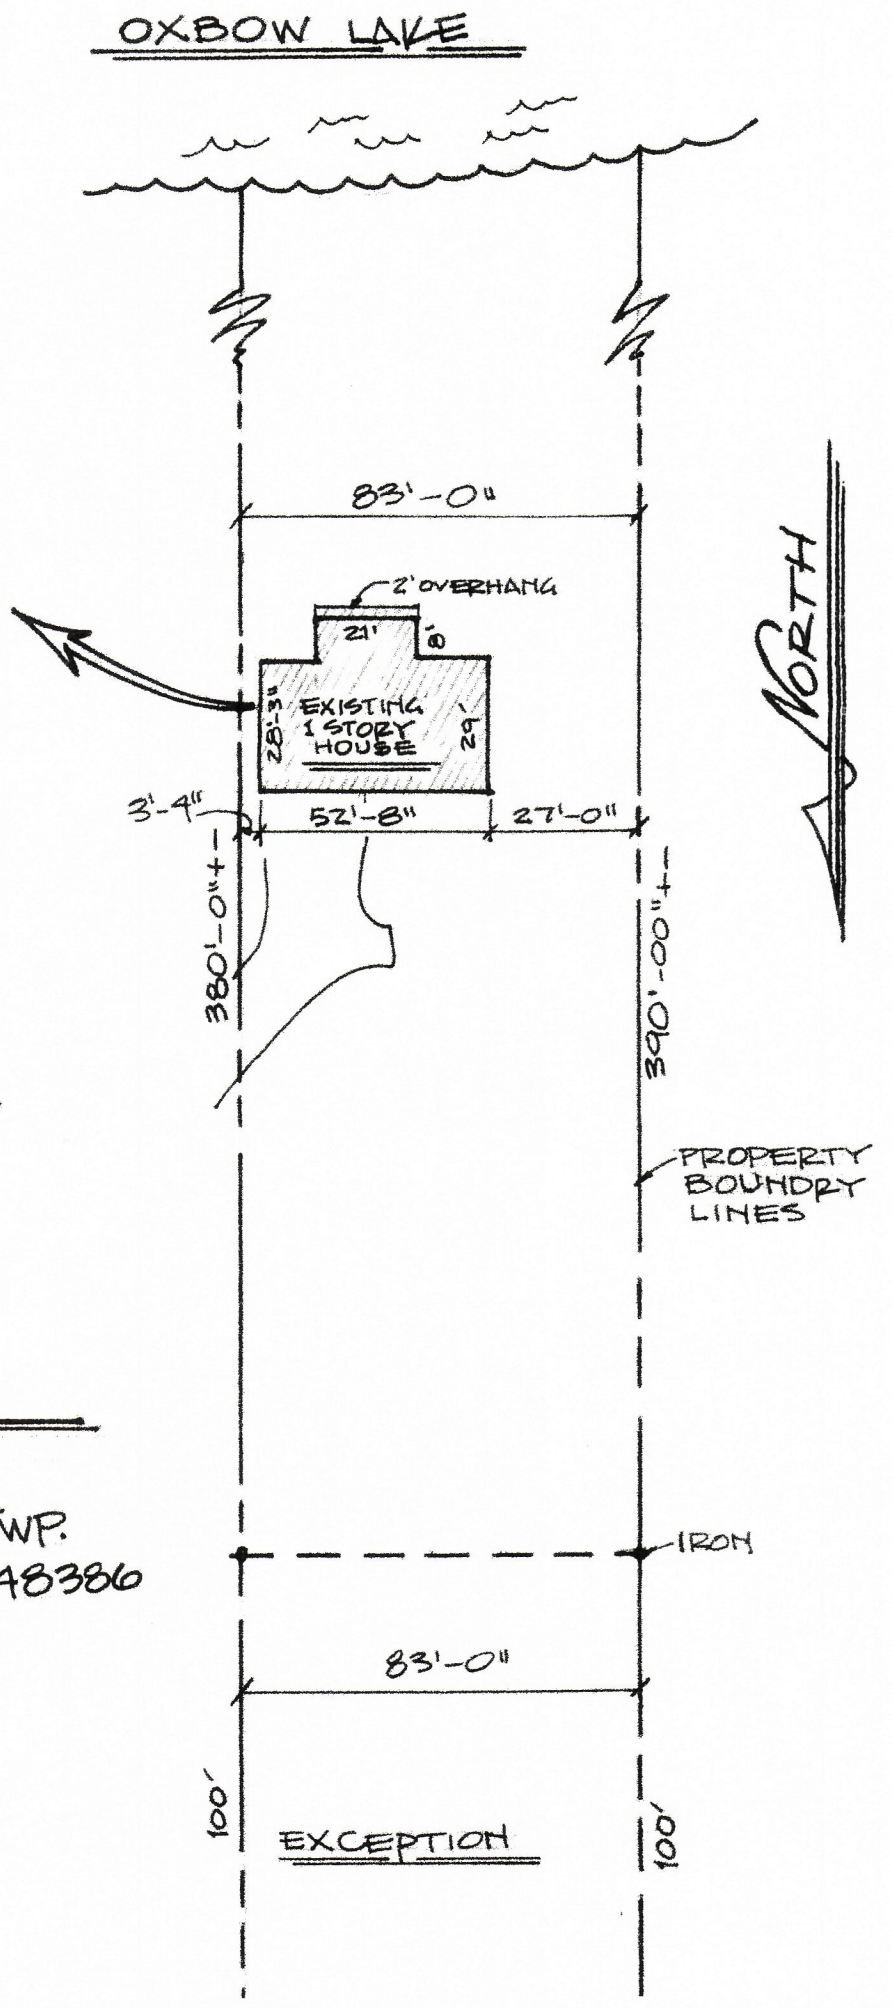 OXBOW LAKE
83'-0"
2' OVERHANG
21'
8'
28'-3"
EXISTING
1 STORY
HOUSE
29'
NORTH
3'-4"
52'-8"
27'-0"
380'-0"+-
390'-00"+-
PROPERTY
BOUNDRY
LINES
WP.
48386
IRON
83'-0"
100'
EXCEPTION
100'